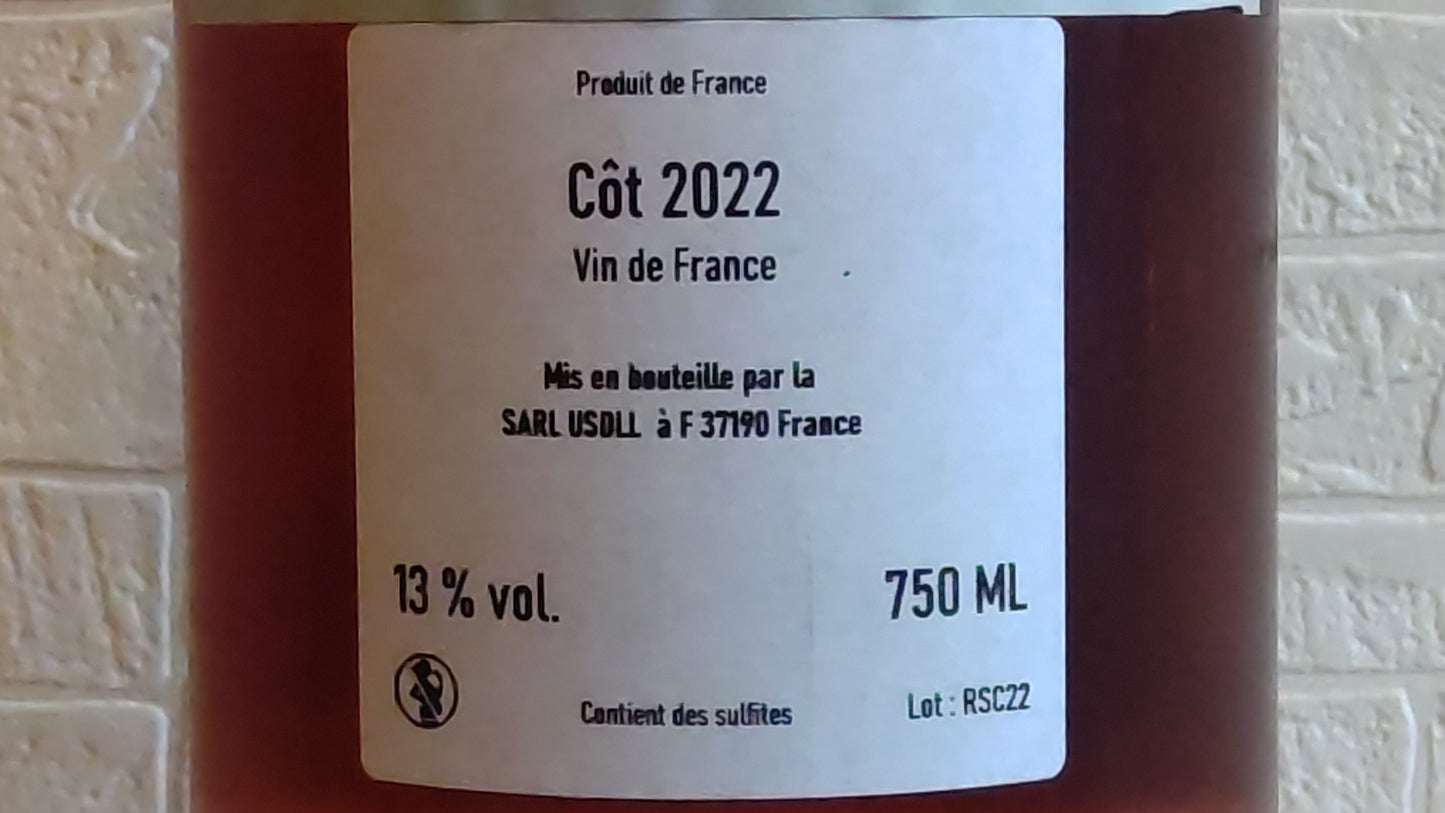 Produit de France
Côt 2022
Vin de France
Mis en bouteille par la
SARL USDLL à F 37190 France
13 % vol.
750 ML
Contient des sulfites
Lot : RSC22